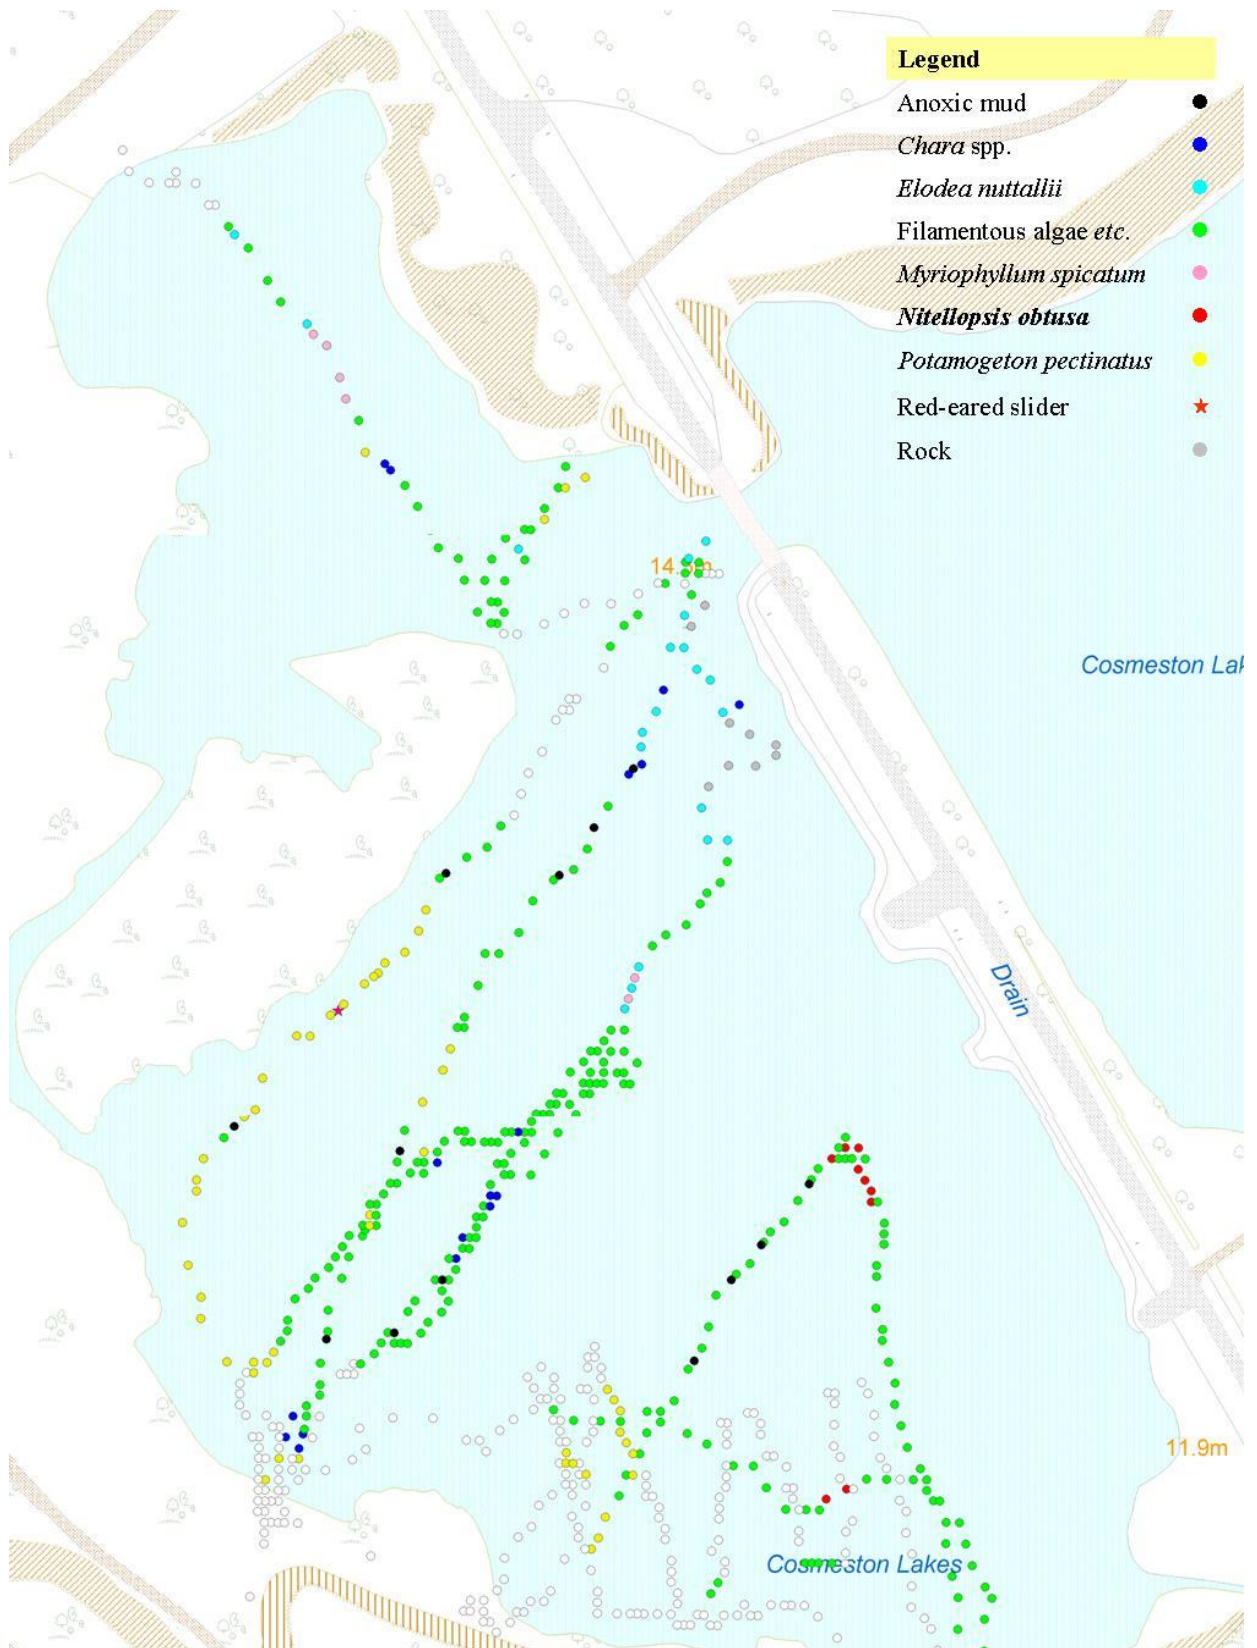 Legend
Anoxic mud
Chara spp.
Elodea nuttallii
Filamentous algae etc.
Myriophyllum spicatum
Nitellopsis obtusa
Potamogeton pectinatus
Red-eared slider
Rock
Cosmeston Lak
Drain
11.9m
Cosmeston Lakes